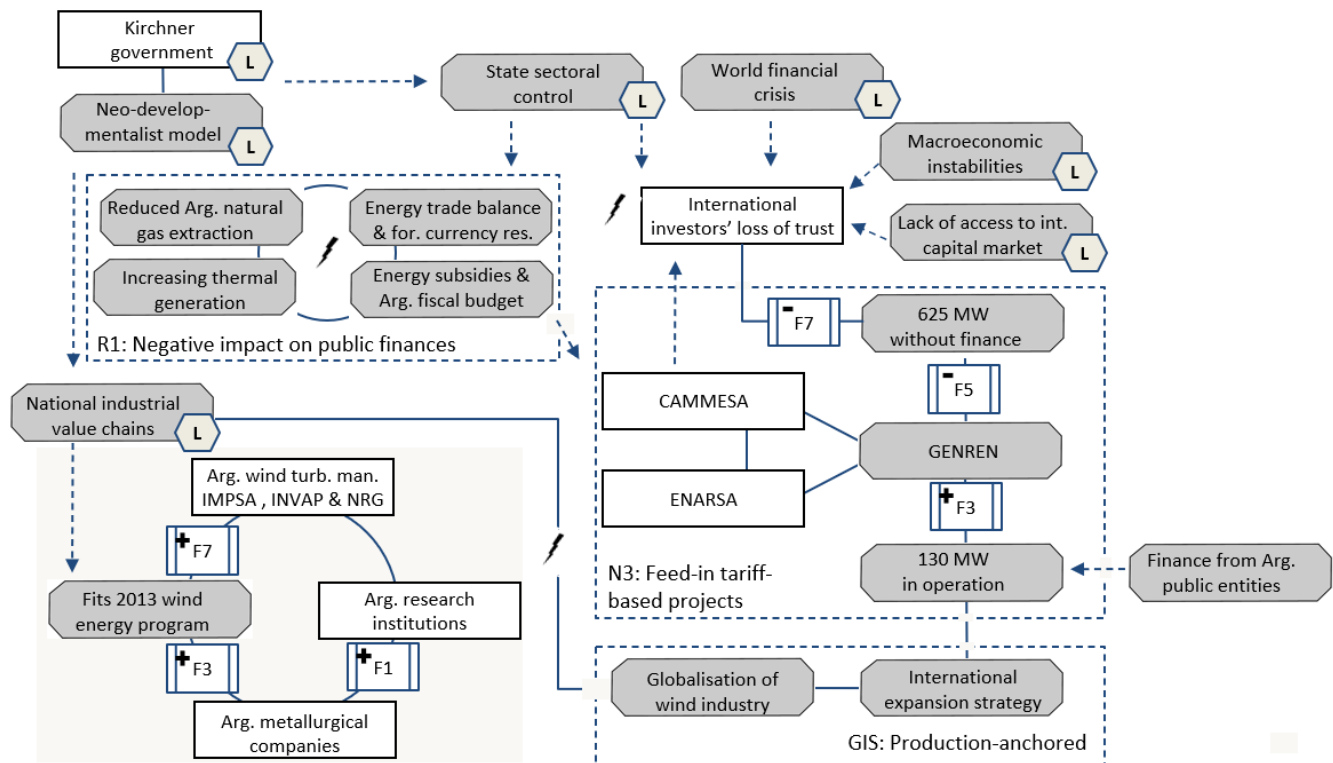 Kirchner
government
L
Neo-develop-
mentalist model
L
State sectoral
control
L
World financial
crisis
L
Macroeconomic
instabilities
L
Lack of access to int.
capital market
L
International
investors' loss of trust
Reduced Arg. natural
gas extraction
Energy trade balance
& for. currency res.
Increasing thermal
generation
Energy subsidies &
Arg. fiscal budget
R1: Negative impact on public finances
- F7
625 MW
without finance
- F5
CAMMESA
GENREN
ENARSA
+ F3
130 MW
in operation
N3: Feed-in tariff-
based projects
Finance from Arg.
public entities
National industrial
value chains
L
Arg. wind turb. man.
IMPSA , INVAP & NRG
+ F7
Fits 2013 wind
energy program
Arg. research
institutions
+ F3
+ F1
Arg. metallurgical
companies
Globalisation of
wind industry
International
expansion strategy
GIS: Production-anchored